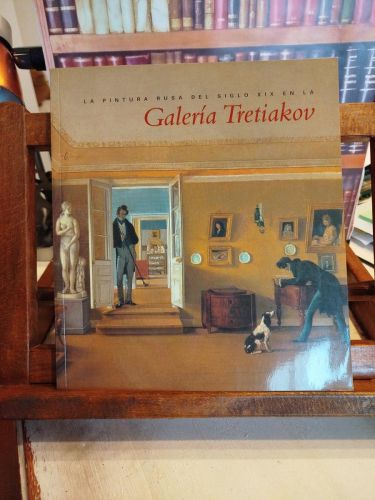 LA PINTURA RUSA DEL SIGLO XIX EN LA
Galería Tretiakov